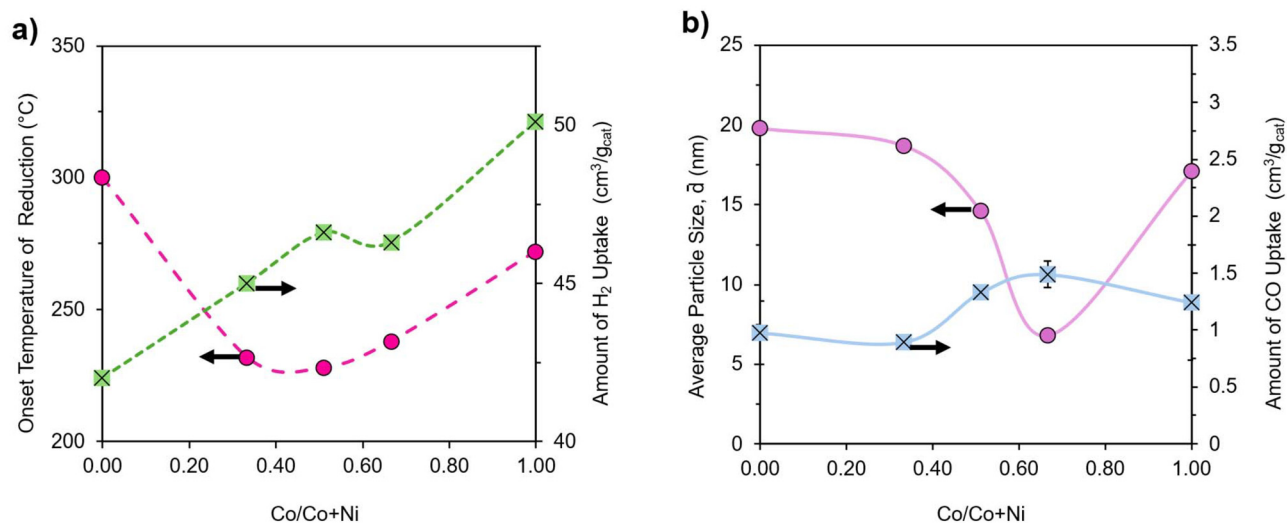 a)
Onset Temperature of Reduction (°C)
350
300
250
200
50
45
40
Amount of H₂ Uptake (cm³/g_cat)
0.00 0.20 0.40 0.60 0.80 1.00
Co/Co+Ni
b)
Average Particle Size, d̄ (nm)
25
20
15
10
5
0
3.5
3
2.5
2
1.5
1
0.5
0
Amount of CO Uptake (cm³/g_cat)
0.00 0.20 0.40 0.60 0.80 1.00
Co/Co+Ni